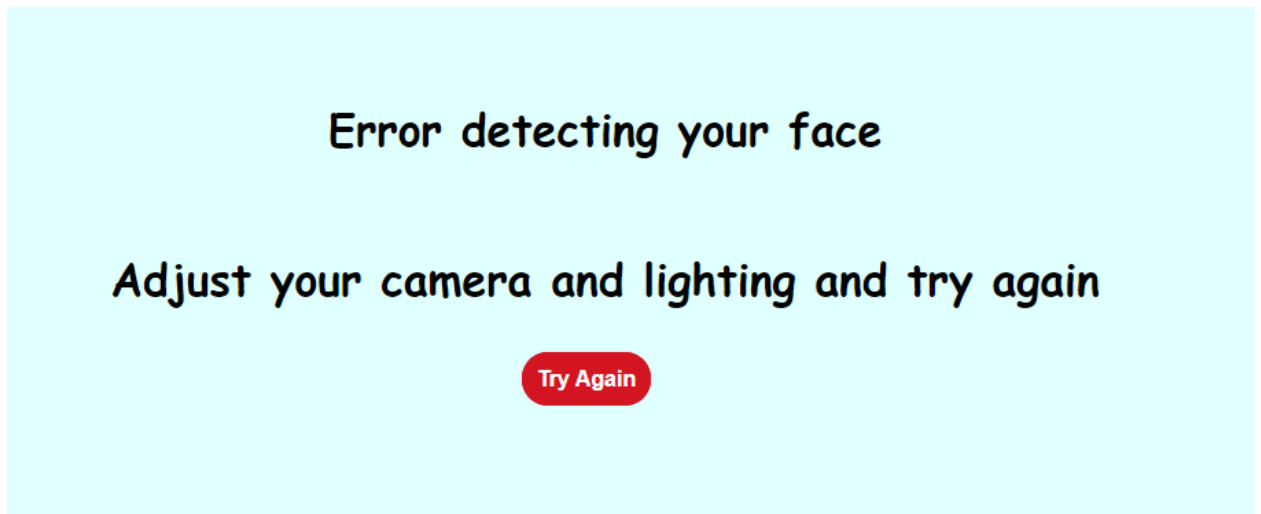 Error detecting your face
Adjust your camera and lighting and try again
Try Again